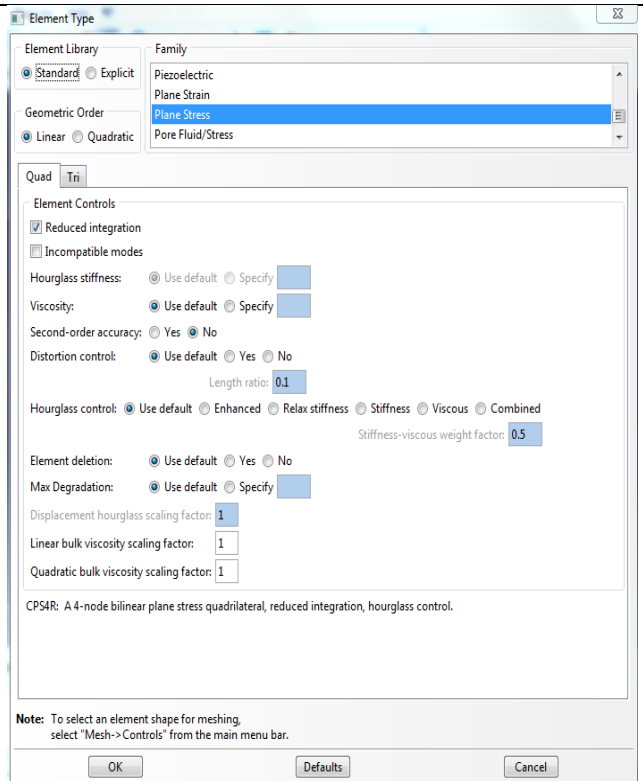 Element Type
Element Library
Family
Standard Explicit
Piezoelectric
Plane Strain
Geometric Order
Plane Stress
Linear Quadratic
Pore Fluid/Stress
Quad Tri
Element Controls
Reduced integration
Incompatible modes
Hourglass stiffness: Use default Specify
Viscosity: Use default Specify
Second-order accuracy: Yes No
Distortion control: Use default Yes No
Length ratio: 0.1
Hourglass control: Use default Enhanced Relax stiffness Stiffness Viscous Combined
Stiffness-viscous weight factor: 0.5
Element deletion: Use default Yes No
Max Degradation: Use default Specify
Displacement hourglass scaling factor: 1
Linear bulk viscosity scaling factor: 1
Quadratic bulk viscosity scaling factor: 1
CPS4R: A 4-node bilinear plane stress quadrilateral, reduced integration, hourglass control.
Note: To select an element shape for meshing,
select "Mesh->Controls" from the main menu bar.
OK Defaults Cancel